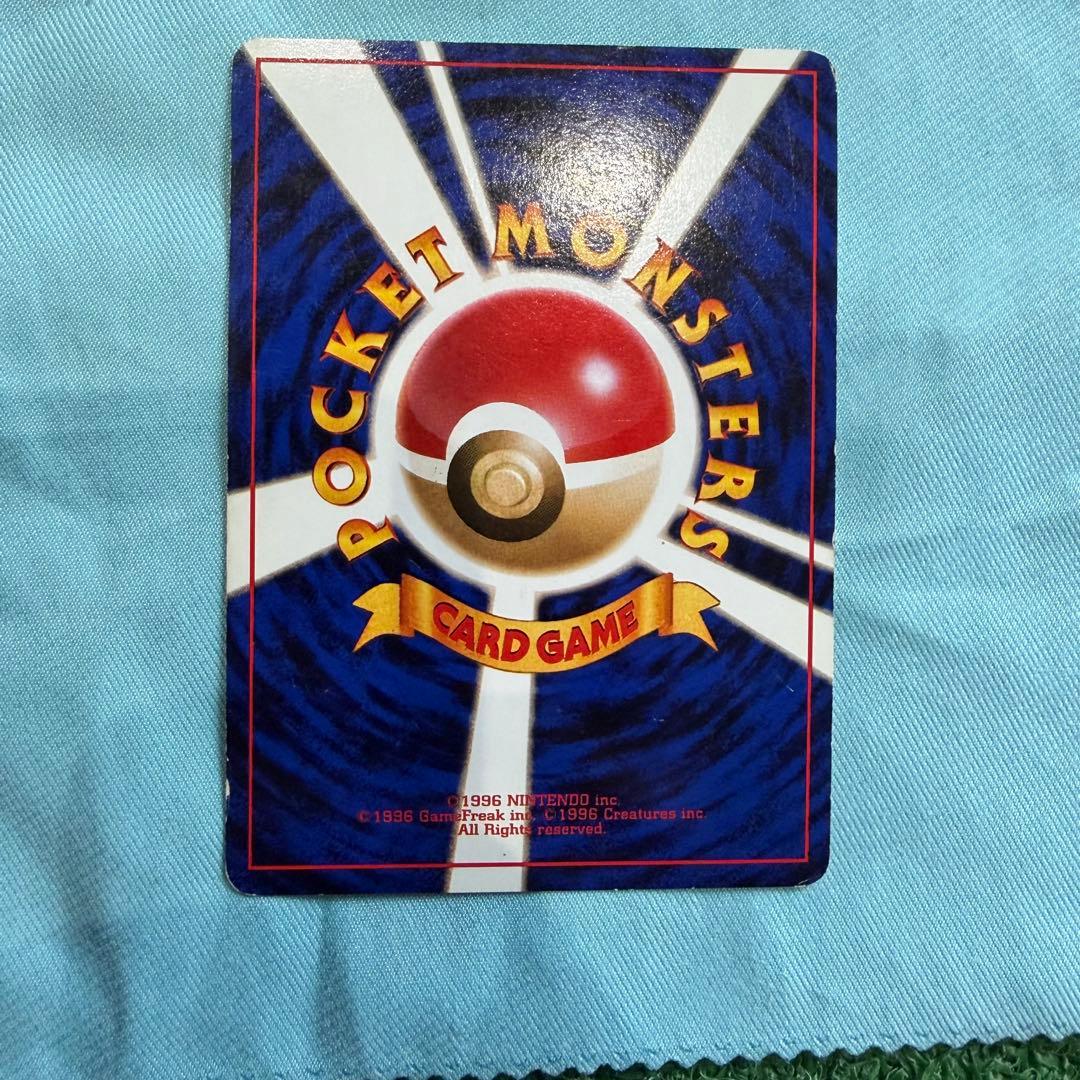 POCKET MONSTERS
CARD GAME
©1996 NINTENDO inc.
©1996 GameFreak inc. ©1996 Creatures inc.
All Rights reserved.